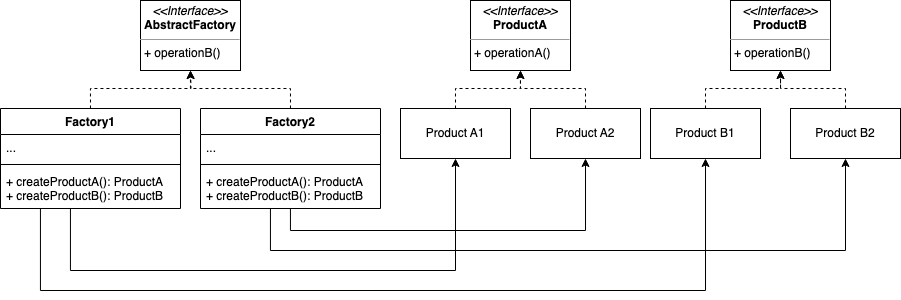 <<Interface>>
AbstractFactory
+ operationB()
<<Interface>>
ProductA
+ operationA()
<<Interface>>
ProductB
+ operationB()
Factory1
...
+ createProductA(): ProductA
+ createProductB(): ProductB
Factory2
...
+ createProductA(): ProductA
+ createProductB(): ProductB
Product A1
Product A2
Product B1
Product B2